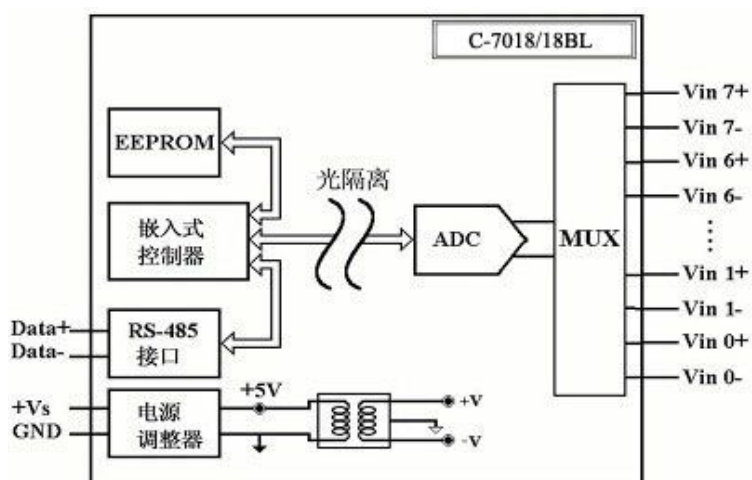 C-7018/18BL
EEPROM
嵌入式
控制器
RS-485
接口
电源
调整器
光隔离
ADC
MUX
Vin 7+
Vin 7-
Vin 6+
Vin 6-
Vin 1+
Vin 1-
Vin 0+
Vin 0-
Data+
Data-
+Vs
GND
+5V
+V
-V